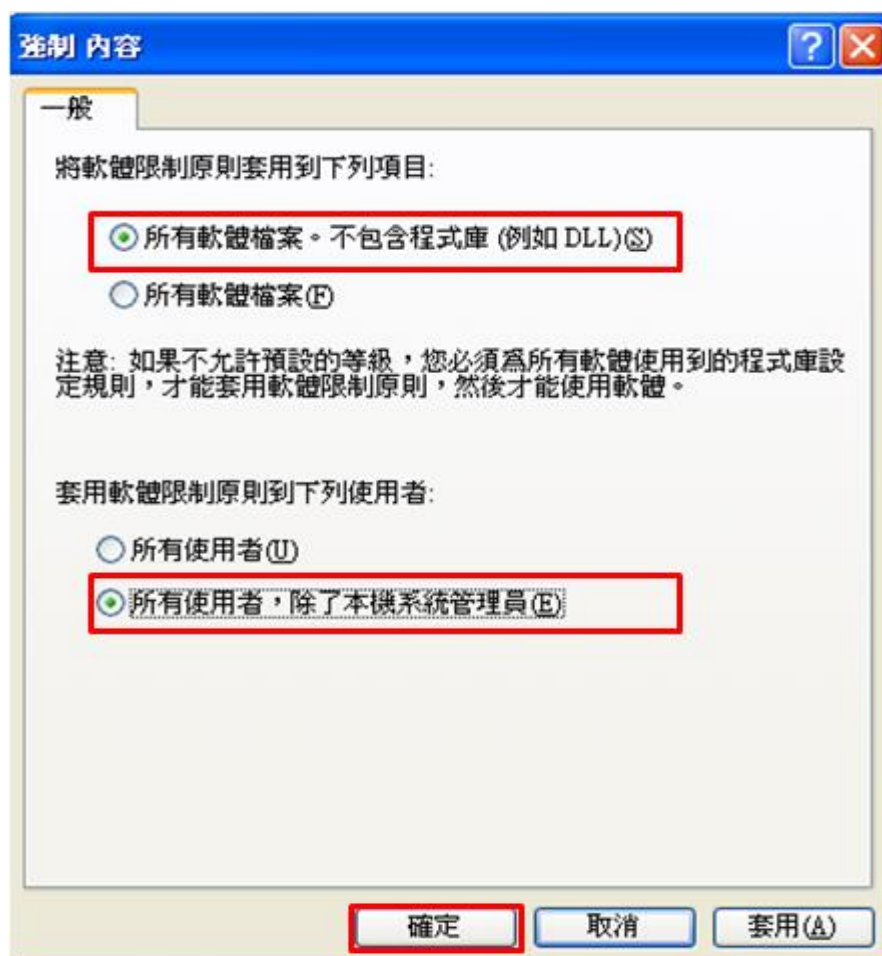 強制 內容
一般
將軟體限制原則套用到下列項目:
所有軟體檔案。不包含程式庫 (例如 DLL)(S)
所有軟體檔案(F)
注意: 如果不允許預設的等級，您必須為所有軟體使用到的程式庫設
定規則，才能套用軟體限制原則，然後才能使用軟體。
套用軟體限制原則到下列使用者:
所有使用者(U)
所有使用者，除了本機系統管理員(E)
確定 取消 套用(A)